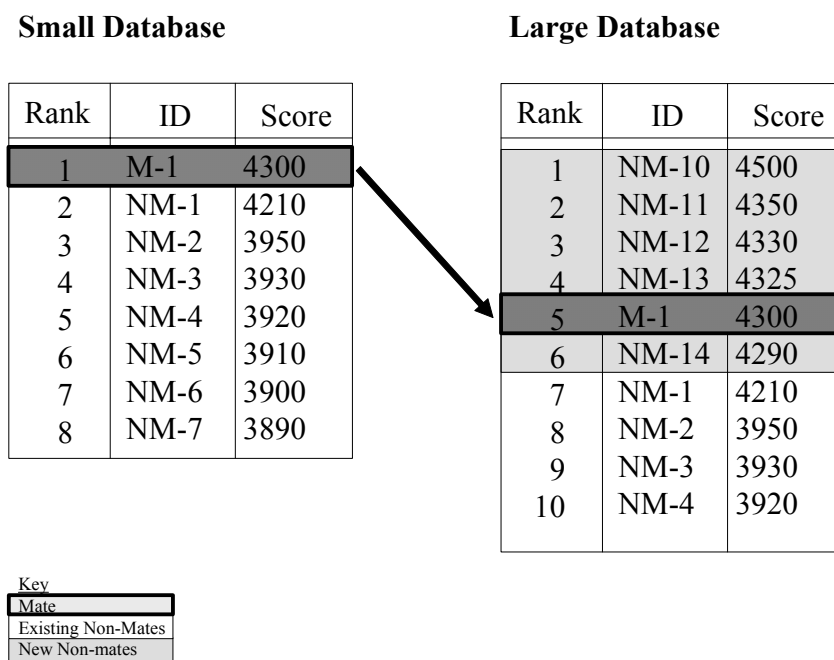 Small Database
Rank ID Score
1 M-1 4300
2 NM-1 4210
3 NM-2 3950
4 NM-3 3930
5 NM-4 3920
6 NM-5 3910
7 NM-6 3900
8 NM-7 3890
Large Database
Rank ID Score
1 NM-10 4500
2 NM-11 4350
3 NM-12 4330
4 NM-13 4325
5 M-1 4300
6 NM-14 4290
7 NM-1 4210
8 NM-2 3950
9 NM-3 3930
10 NM-4 3920
Key
Mate
Existing Non-Mates
New Non-mates